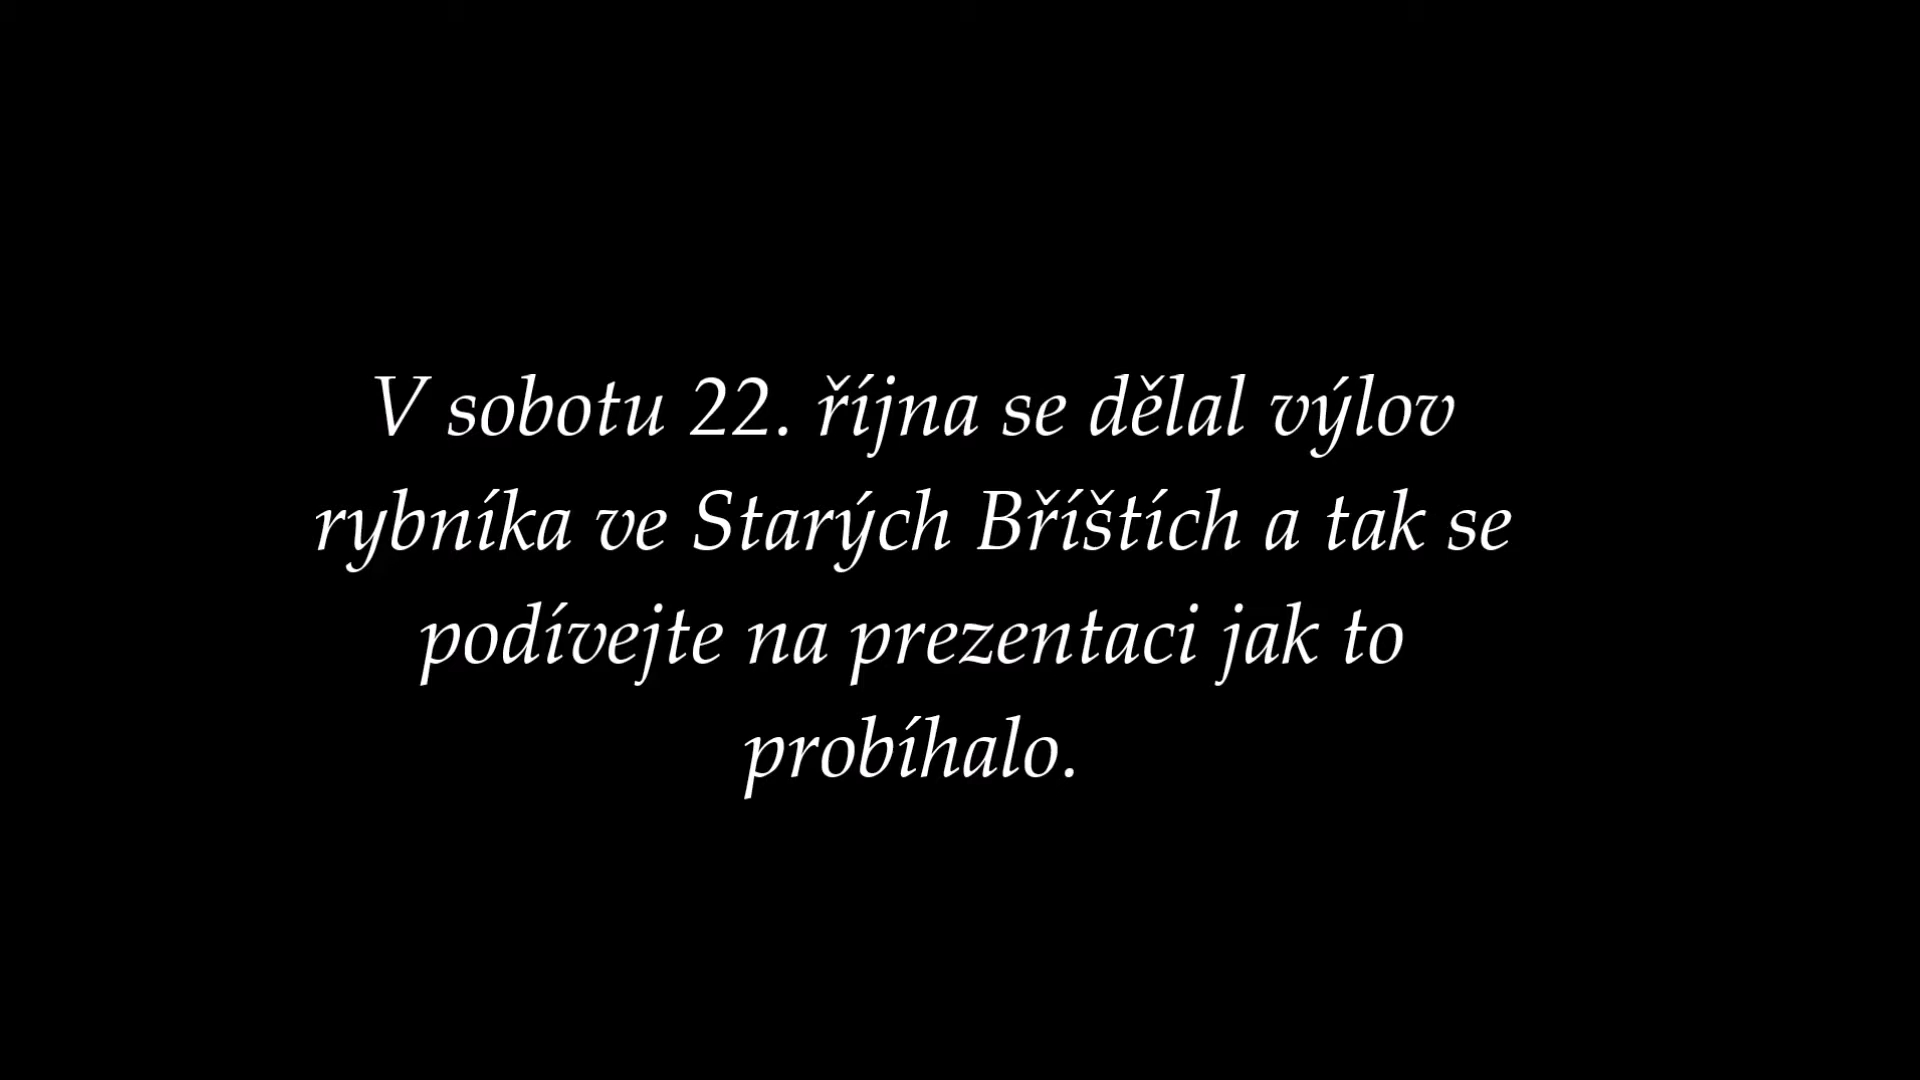 V sobotu 22. října se dělal výlov
rybníka ve Starých Bříštích a tak se
podívejte na prezentaci jak to
probíhalo.